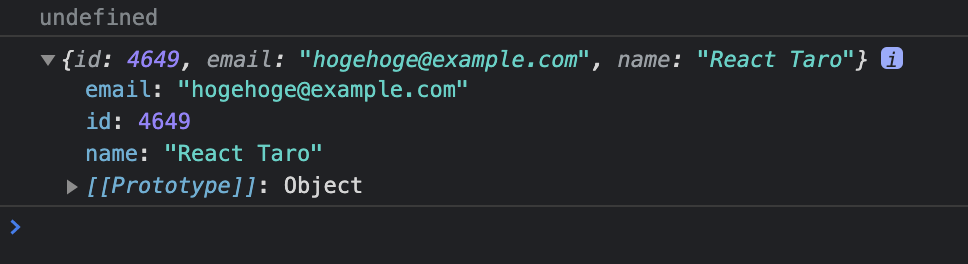 undefined
▼{id: 4649, email: "hogehoge@example.com", name: "React Taro"} i
email: "hogehoge@example.com"
id: 4649
name: "React Taro"
▶[[Prototype]]: Object
>